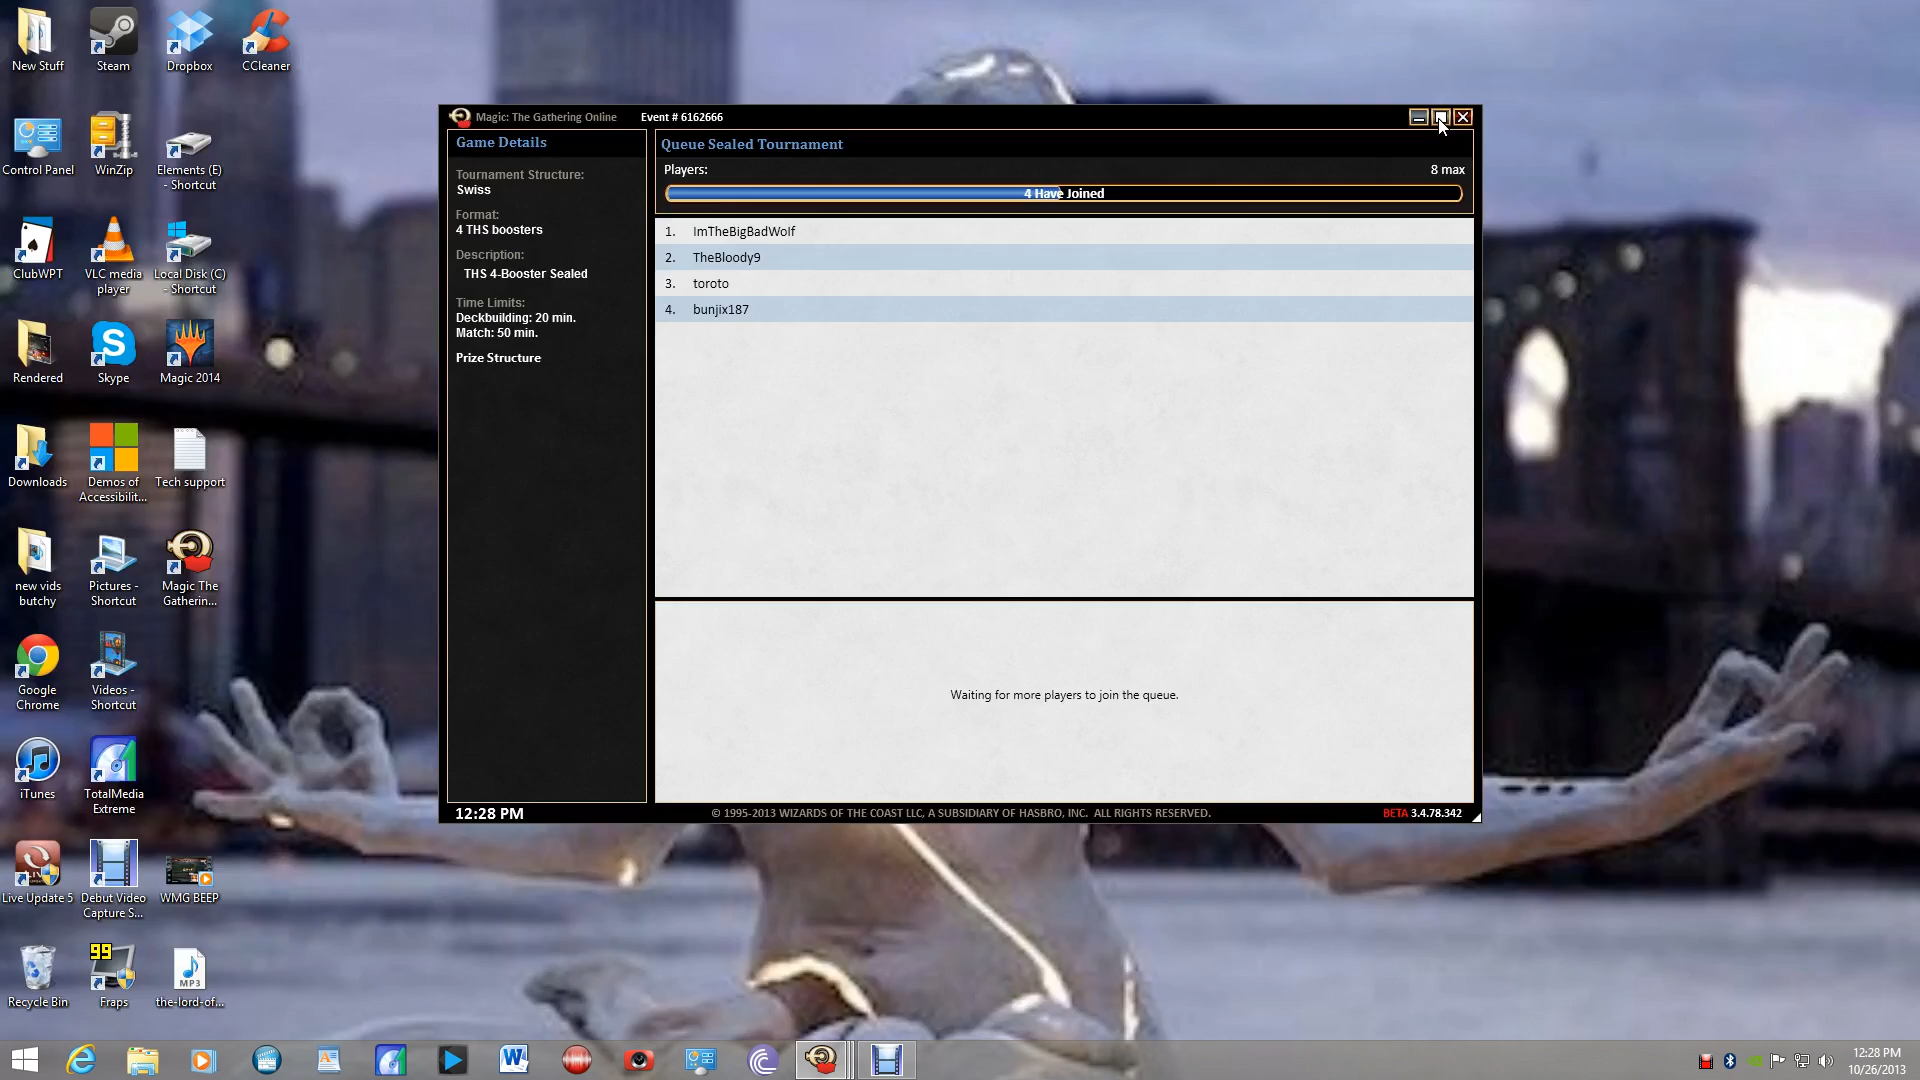 New Stuff
Steam
Dropbox
CCleaner
Control Panel
WinZip
Elements (E)
- Shortcut
ClubWPT
VLC media
player
Local Disk (C)
- Shortcut
Rendered
Skype
Magic 2014
Downloads
Demos of
Accessibilit...
Tech support
new vids
butchy
Pictures -
Shortcut
Magic The
Gatherin...
Google
Chrome
Videos -
Shortcut
iTunes
TotalMedia
Extreme
Live Update 5
Debut Video
Capture S...
WMG BEEP
Recycle Bin
99
Fraps
MP3
the-lord-of...
Magic: The Gathering Online
Event # 6162666
Game Details
Tournament Structure:
Swiss
Format:
4 THS boosters
Description:
THS 4-Booster Sealed
Time Limits:
Deckbuilding: 20 min.
Match: 50 min.
Prize Structure
Queue Sealed Tournament
Players:
8 max
4 Have Joined
1. ImTheBigBadWolf
2. TheBloody9
3. toroto
4. bunjix187
Waiting for more players to join the queue.
12:28 PM
© 1995-2013 WIZARDS OF THE COAST LLC, A SUBSIDIARY OF HASBRO, INC. ALL RIGHTS RESERVED.
BETA 3.4.78.342
12:28 PM
10/26/2013